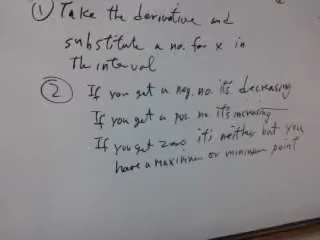 ① Take the derivative and
substitute a no. for x in
The interval
② If you get a neg. no. it's decreasing
If you get a pos. no. it's increasing
If you get zero it's neither but you
have a maximum or minimum point